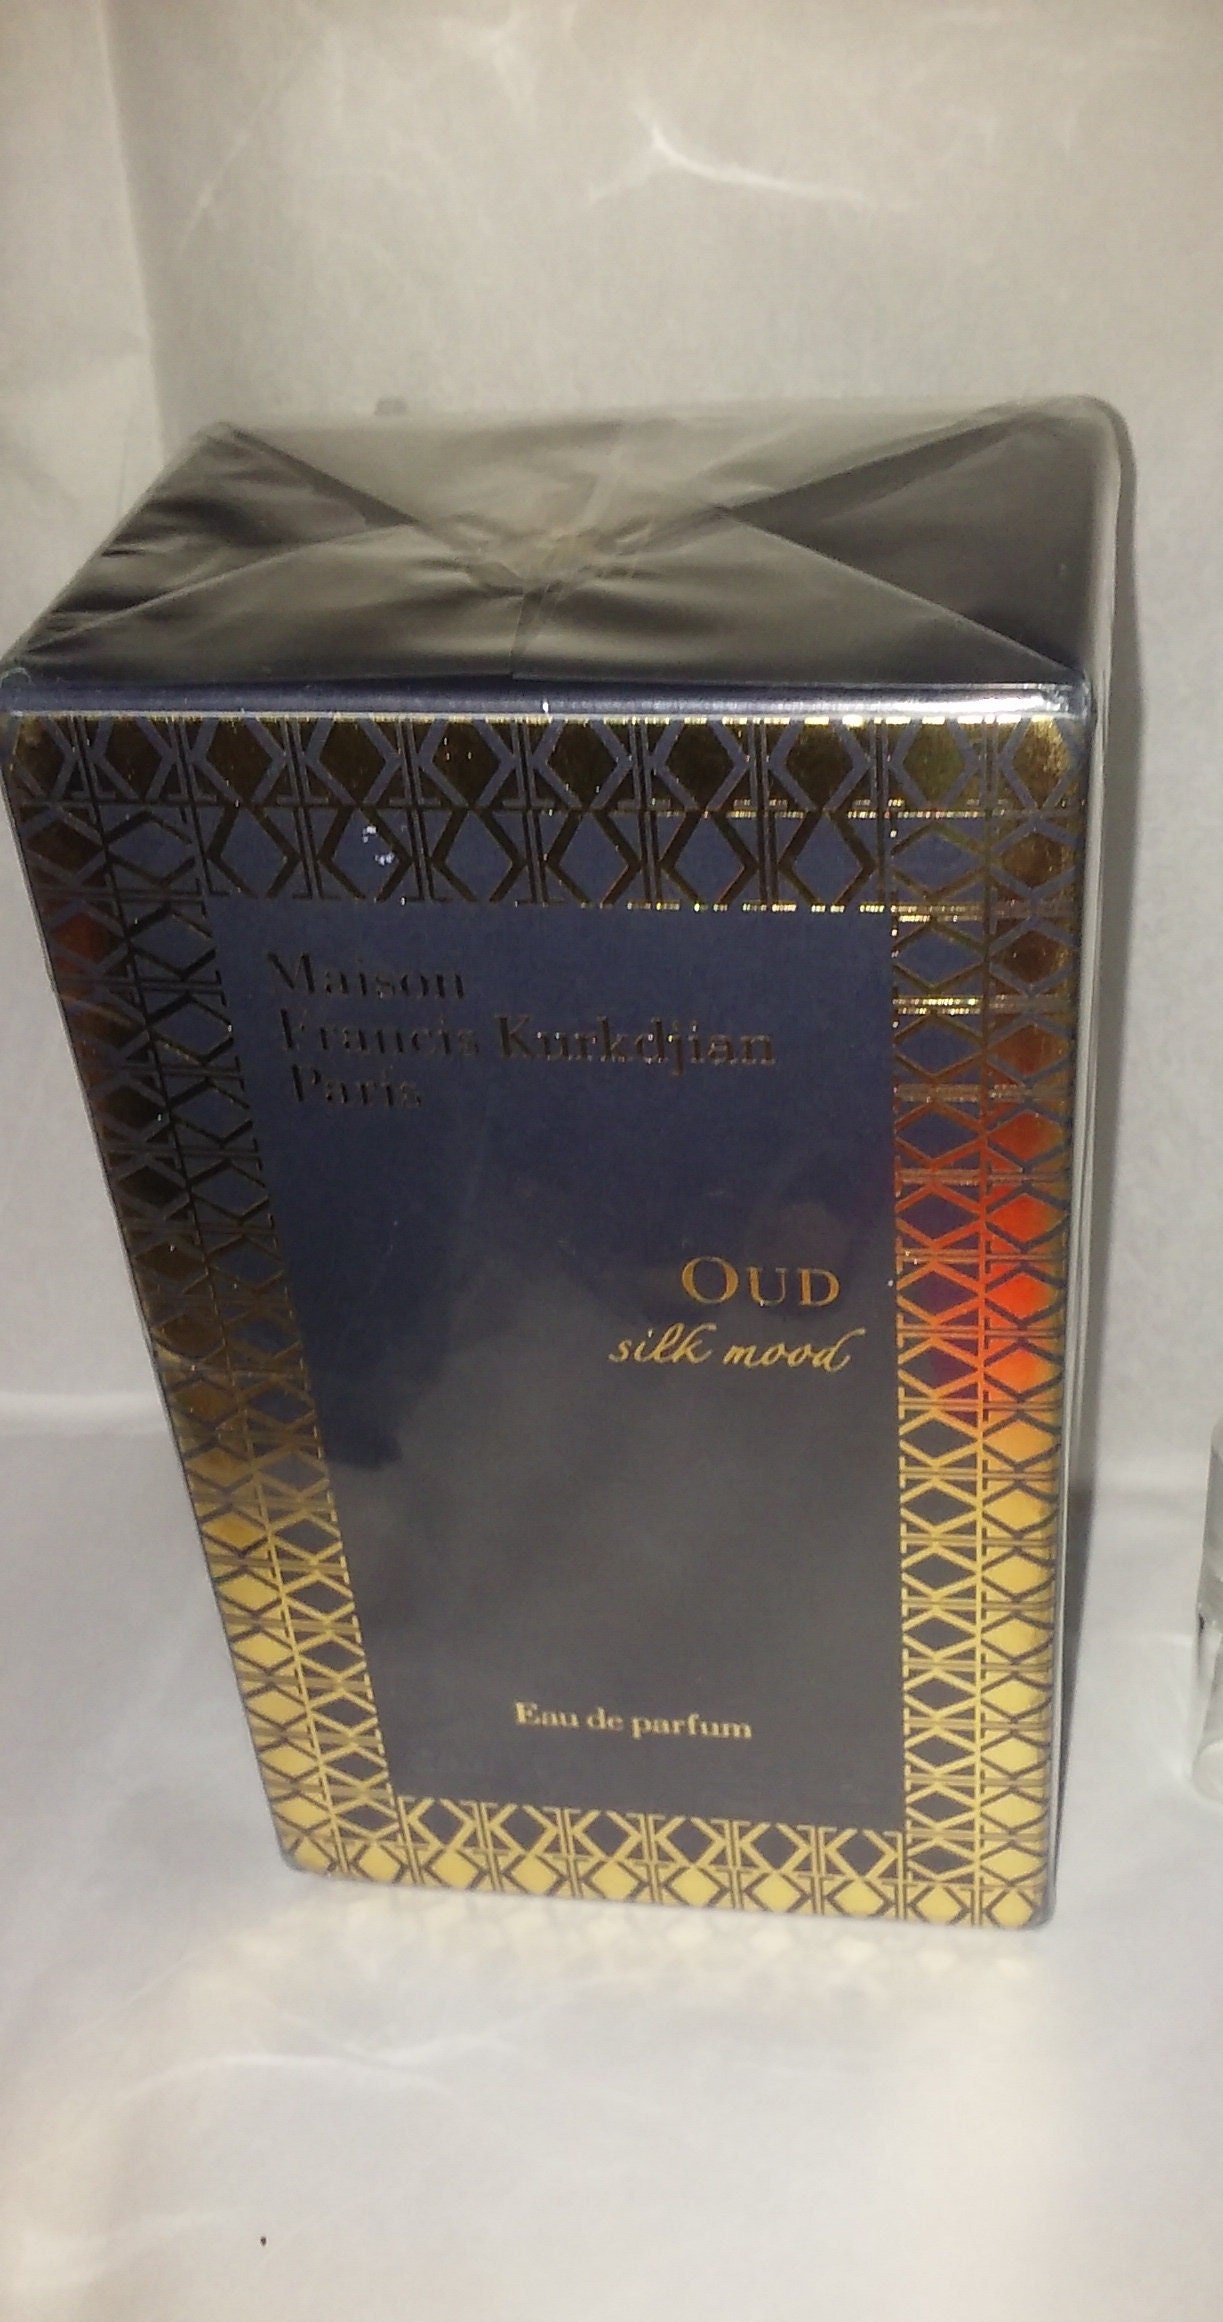 Maison
Francis Kurkdjian
Paris
OUD
silk mood
Eau de parfum